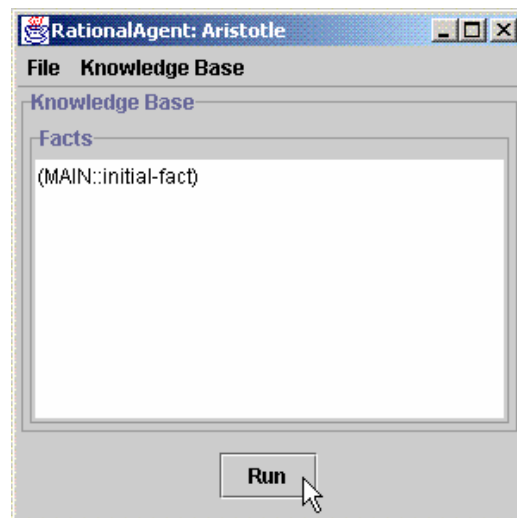 RationalAgent: Aristotle
File Knowledge Base
Knowledge Base
Facts
(MAIN::initial-fact)
Run